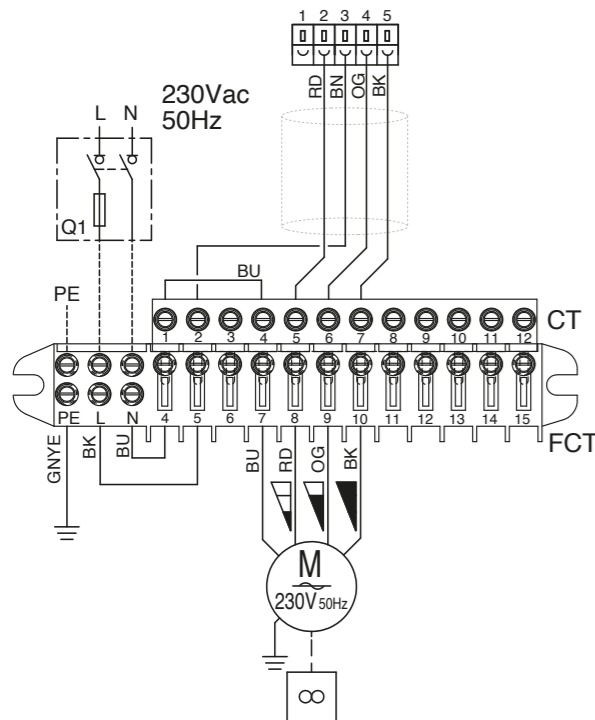 1 2 3 4 5
RD BN OG BK
230Vac
50Hz
L N
Q1
BU
PE
CT
1 2 3 4 5 6 7 8 9 10 11 12
PE L N 4 5 6 7 8 9 10 11 12 13 14 15
FCT
GNYE BK BU BU RD OG BK
M
230V 50Hz
8